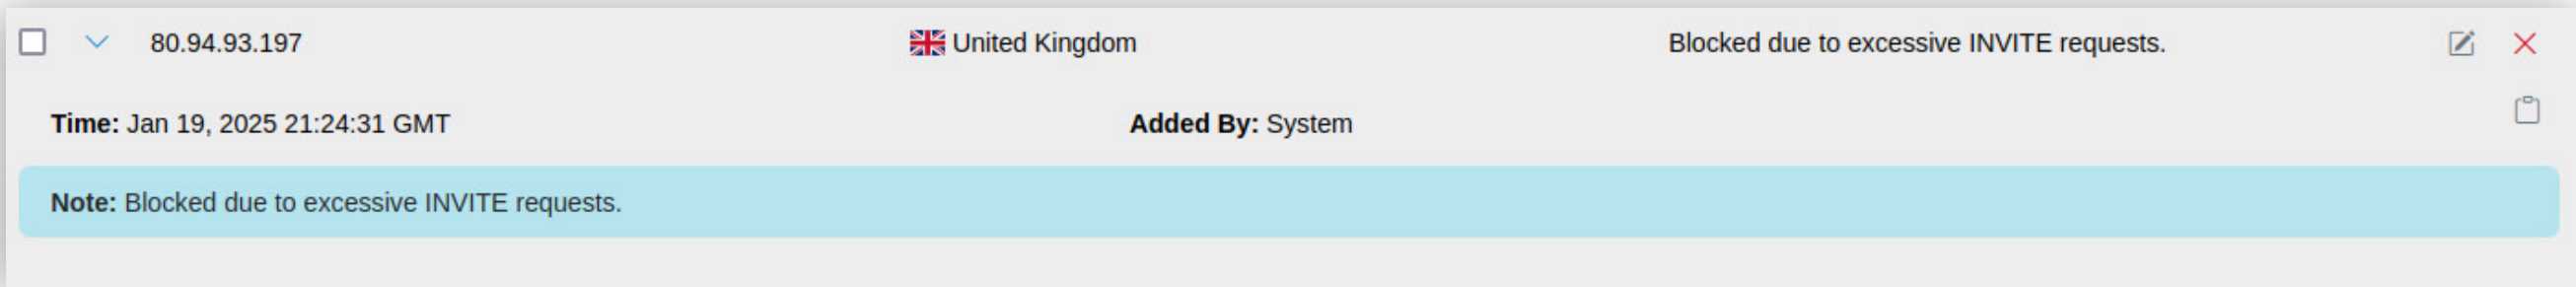 80.94.93.197 United Kingdom Blocked due to excessive INVITE requests.
Time: Jan 19, 2025 21:24:31 GMT Added By: System
Note: Blocked due to excessive INVITE requests.